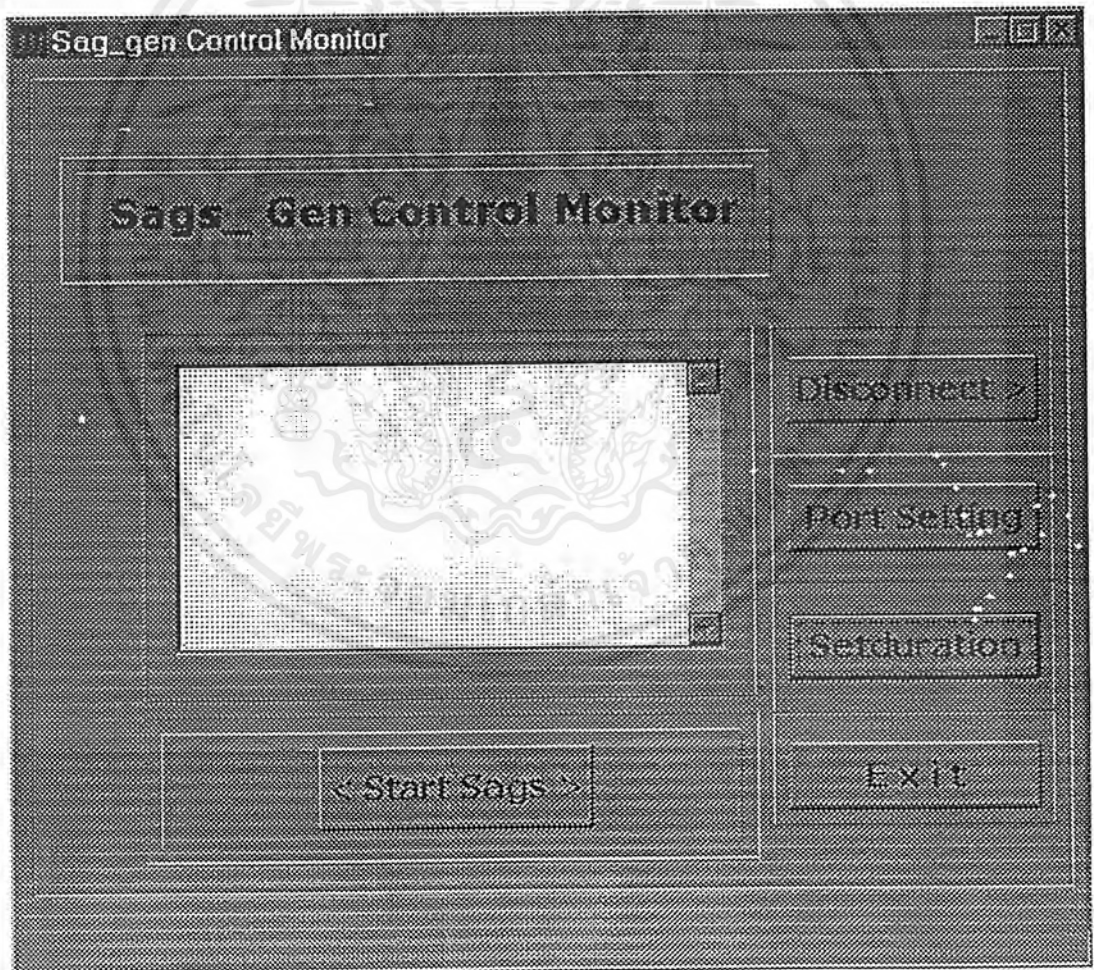 Sag_gen Control Monitor
Sags_ Gen Control Monitor
Disconnect >
Port Setting
Setduration
< Start Sags >
Exit